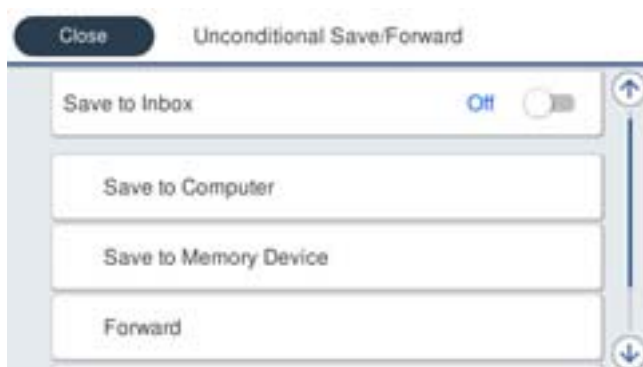 Close
Unconditional Save/Forward
Save to Inbox
Off
Save to Computer
Save to Memory Device
Forward